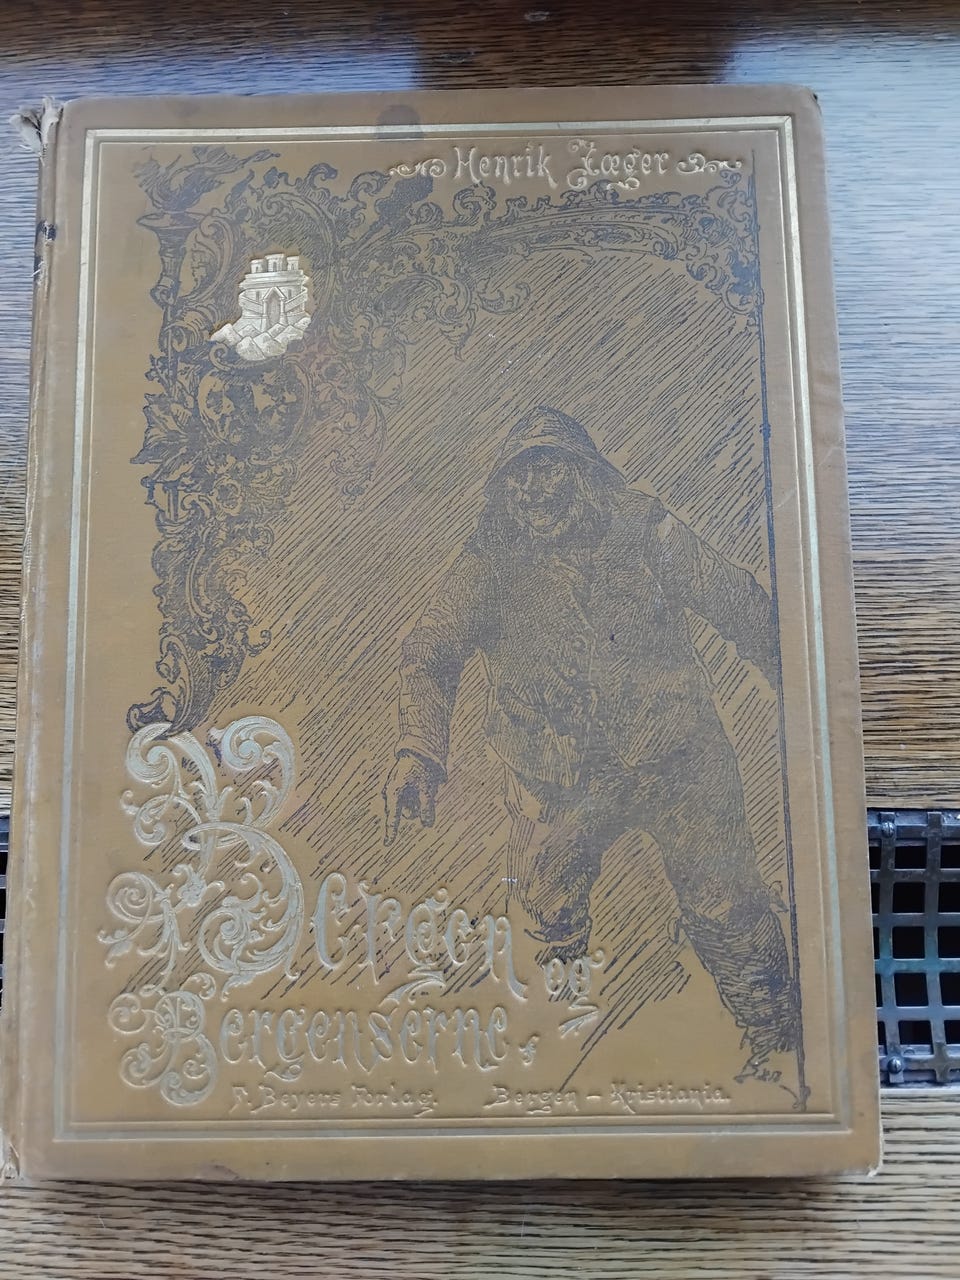 Henrik Jæger
Bergen og
Bergenserne.
F. Beyers Forlag. Bergen – Kristiania.